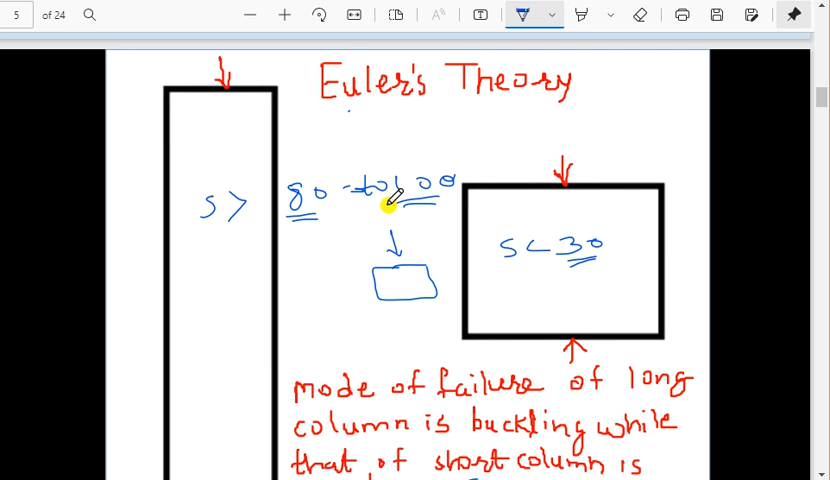 5 of 24
Euler's Theory
S > 80 to 100
S < 30
mode of failure of long
column is buckling while
that of short column is